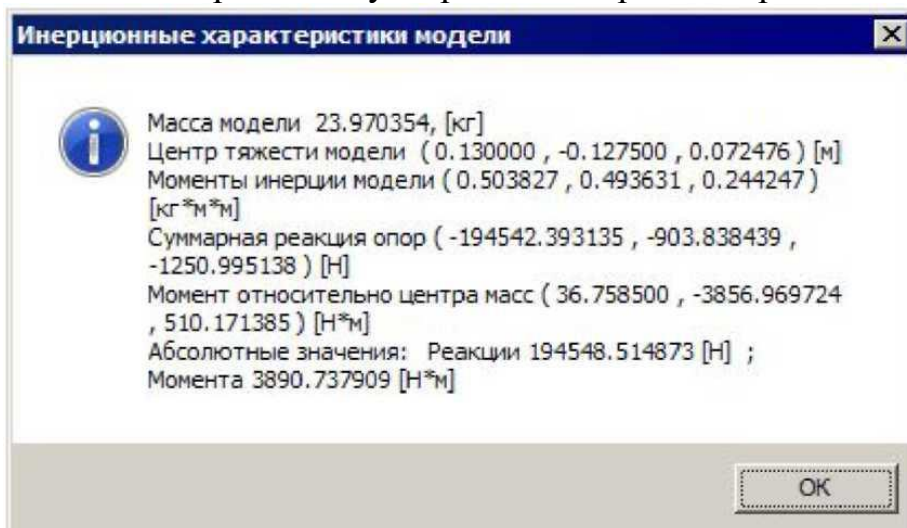 Инерционные характеристики модели
Масса модели 23.970354, [кг]
Центр тяжести модели ( 0.130000 , -0.127500 , 0.072476 ) [м]
Моменты инерции модели ( 0.503827 , 0.493631 , 0.244247 )
[кг*м*м]
Суммарная реакция опор ( -194542.393135 , -903.838439 ,
-1250.995138 ) [Н]
Момент относительно центра масс ( 36.758500 , -3856.969724
, 510.171385 ) [Н*м]
Абсолютные значения: Реакции 194548.514873 [Н] ;
Момента 3890.737909 [Н*м]
ОК